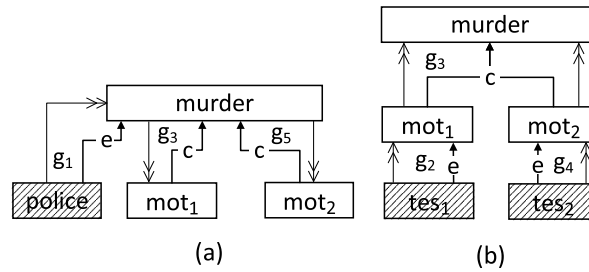 murder
g1
e
g3
c
c
g5
police
mot1
mot2
(a)
murder
g3
c
mot1
mot2
g2
e
e
g4
tes1
tes2
(b)